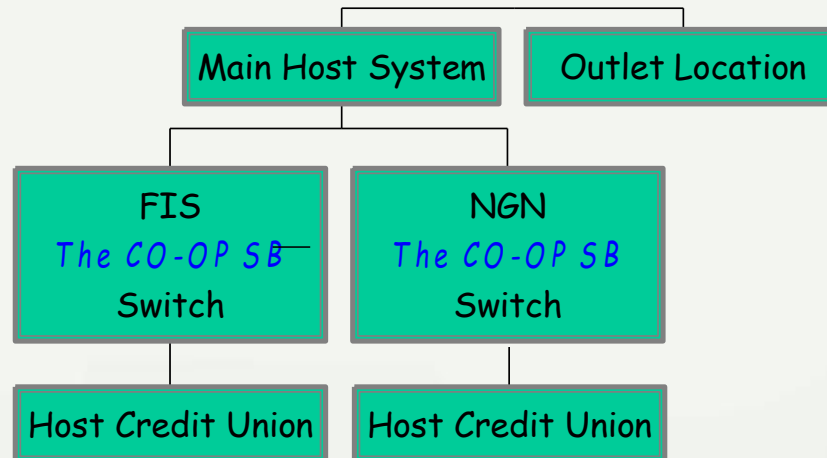 Main Host System
Outlet Location
FIS
The CO-OP SB
Switch
NGN
The CO-OP SB
Switch
Host Credit Union
Host Credit Union